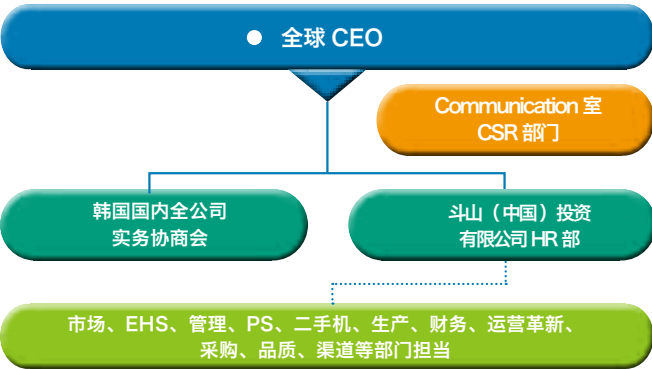 ● 全球 CEO
Communication 室
CSR 部门
韩国国内全公司
实务协商会
斗山（中国）投资
有限公司 HR 部
市场、EHS、管理、PS、二手机、生产、财务、运营革新、
采购、品质、渠道等部门担当